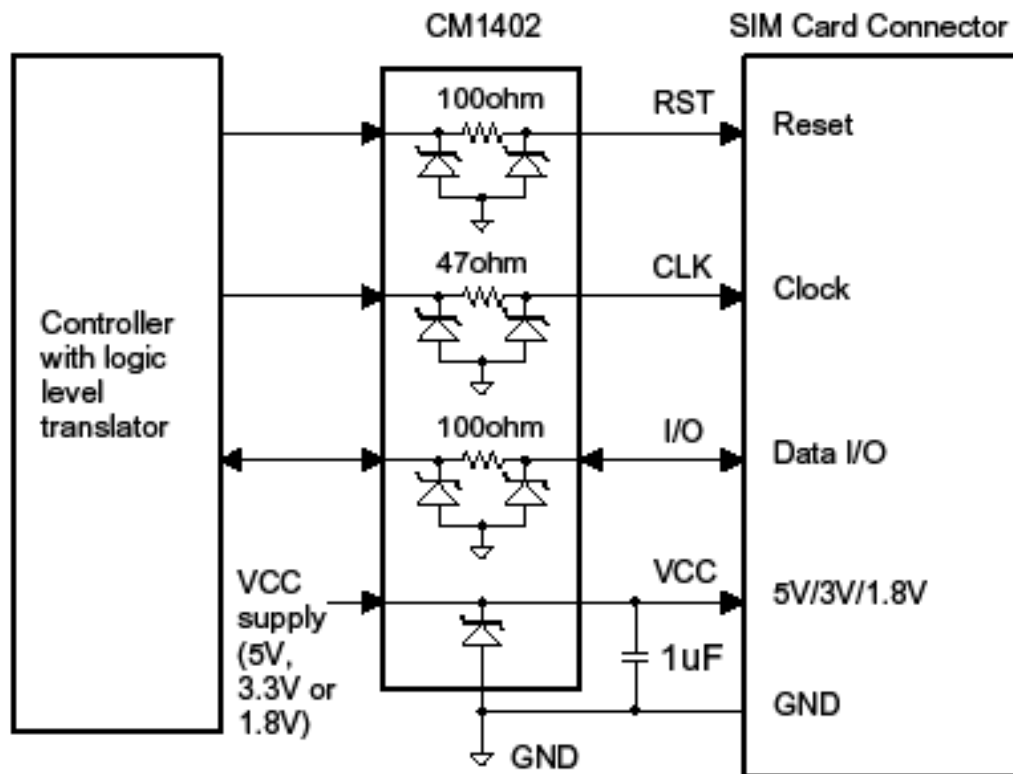 CM1402
SIM Card Connector
100ohm
RST
Reset
47ohm
CLK
Clock
Controller
with logic
level
translator
100ohm
I/O
Data I/O
VCC
supply
(5V,
3.3V or
1.8V)
VCC
5V/3V/1.8V
1uF
GND
GND